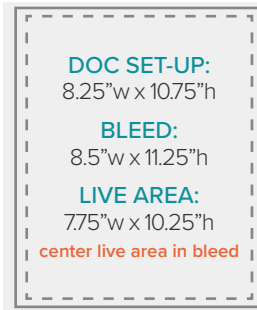 DOC SET-UP:
8.25”w x 10.75”h
BLEED:
8.5”w x 11.25”h
LIVE AREA:
7.75”w x 10.25”h
center live area in bleed